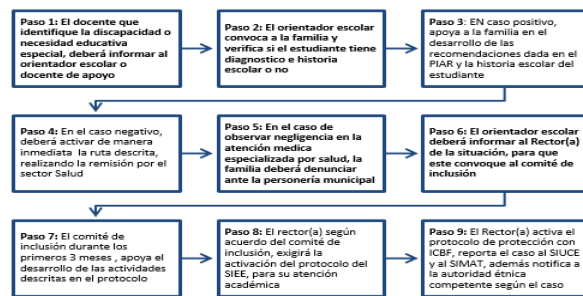 Paso 1: El docente que
identifique la discapacidad o
necesidad educativa
especial, deberá informar al
orientador escolar o
docente de apoyo
Paso 2: El orientador escolar
convoca a la familia y
verifica si el estudiante tiene
diagnostico e historia
escolar o no
Paso 3: EN caso positivo,
apoya a la familia en el
desarrollo de las
recomendaciones dada en el
PIAR y la historia escolar del
estudiante
Paso 4: En el caso negativo,
deberá activar de manera
inmediata la ruta descrita,
realizando la remisión por el
sector Salud
Paso 5: En el caso de
observar negligencia en la
atención medica
especializada por salud, la
familia deberá denunciar
ante la personería municipal
Paso 6: El orientador escolar
deberá informar al Rector(a)
de la situación, para que
este convoque al comité de
inclusión
Paso 7: El comité de
inclusión durante los
primeros 3 meses , apoya el
desarrollo de las actividades
descritas en el protocolo
Paso 8: El rector(a) según
acuerdo del comité de
inclusión, exigirá la
activación del protocolo del
SIEE, para su atención
académica
Paso 9: El Rector(a) activa el
protocolo de protección con
ICBF, reporta el caso al SIUCE
y al SIMAT, además notifica a
la autoridad étnica
competente según el caso